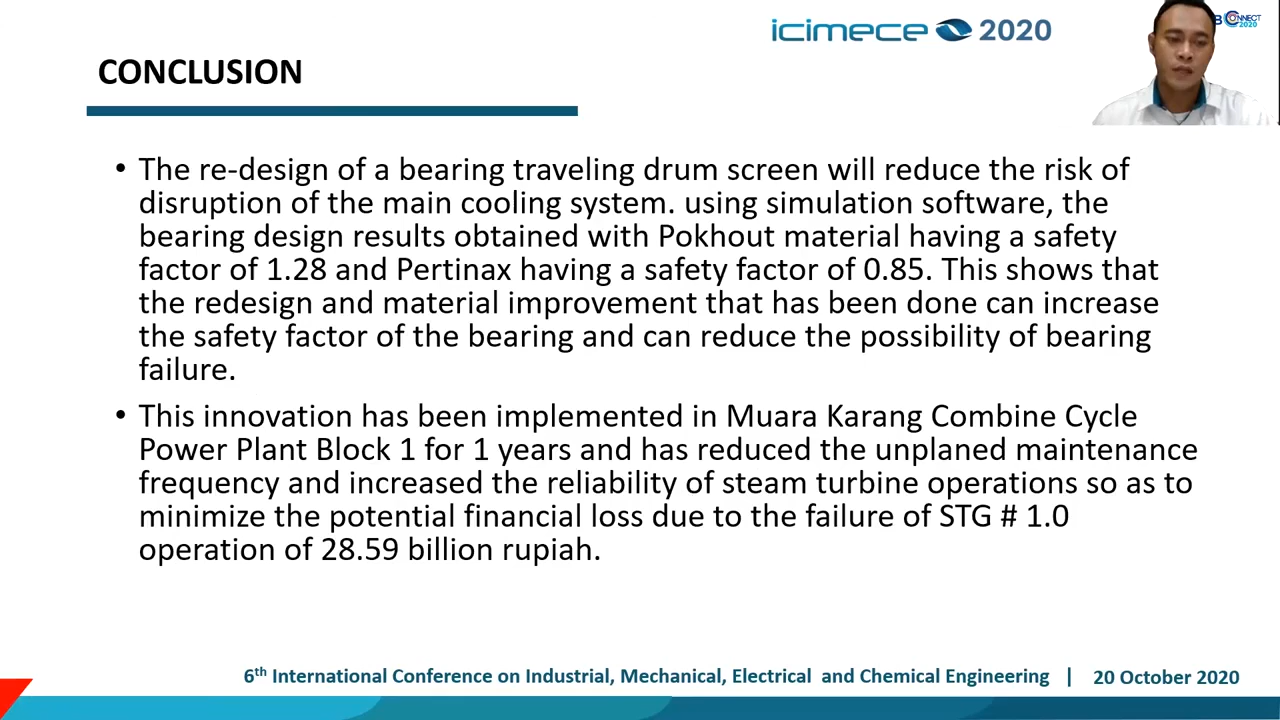 icimece 2020
B CONNECT
2020
CONCLUSION
• The re-design of a bearing traveling drum screen will reduce the risk of
disruption of the main cooling system. using simulation software, the
bearing design results obtained with Pokhout material having a safety
factor of 1.28 and Pertinax having a safety factor of 0.85. This shows that
the redesign and material improvement that has been done can increase
the safety factor of the bearing and can reduce the possibility of bearing
failure.
• This innovation has been implemented in Muara Karang Combine Cycle
Power Plant Block 1 for 1 years and has reduced the unplaned maintenance
frequency and increased the reliability of steam turbine operations so as to
minimize the potential financial loss due to the failure of STG # 1.0
operation of 28.59 billion rupiah.
6th International Conference on Industrial, Mechanical, Electrical and Chemical Engineering | 20 October 2020